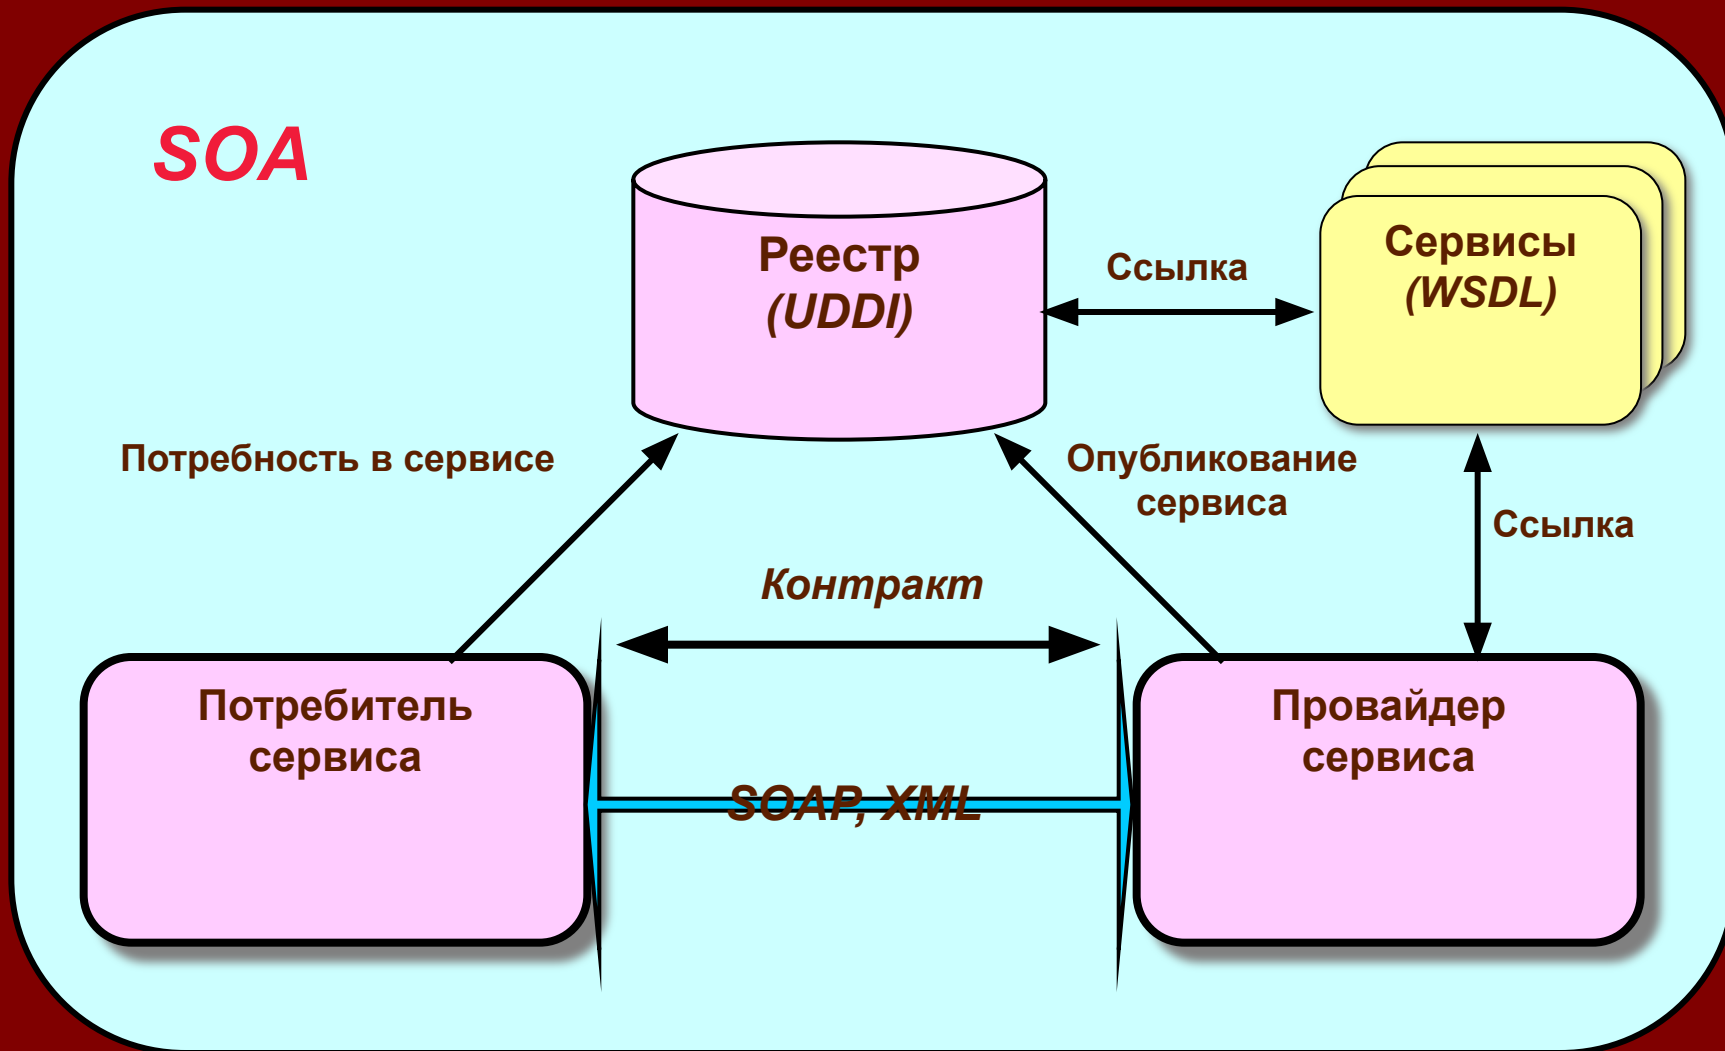 SOA
Реестр
(UDDI)
Ссылка
Сервисы
(WSDL)
Потребность в сервисе
Опубликование
сервиса
Ссылка
Контракт
Потребитель
сервиса
SOAP, XML
Провайдер
сервиса